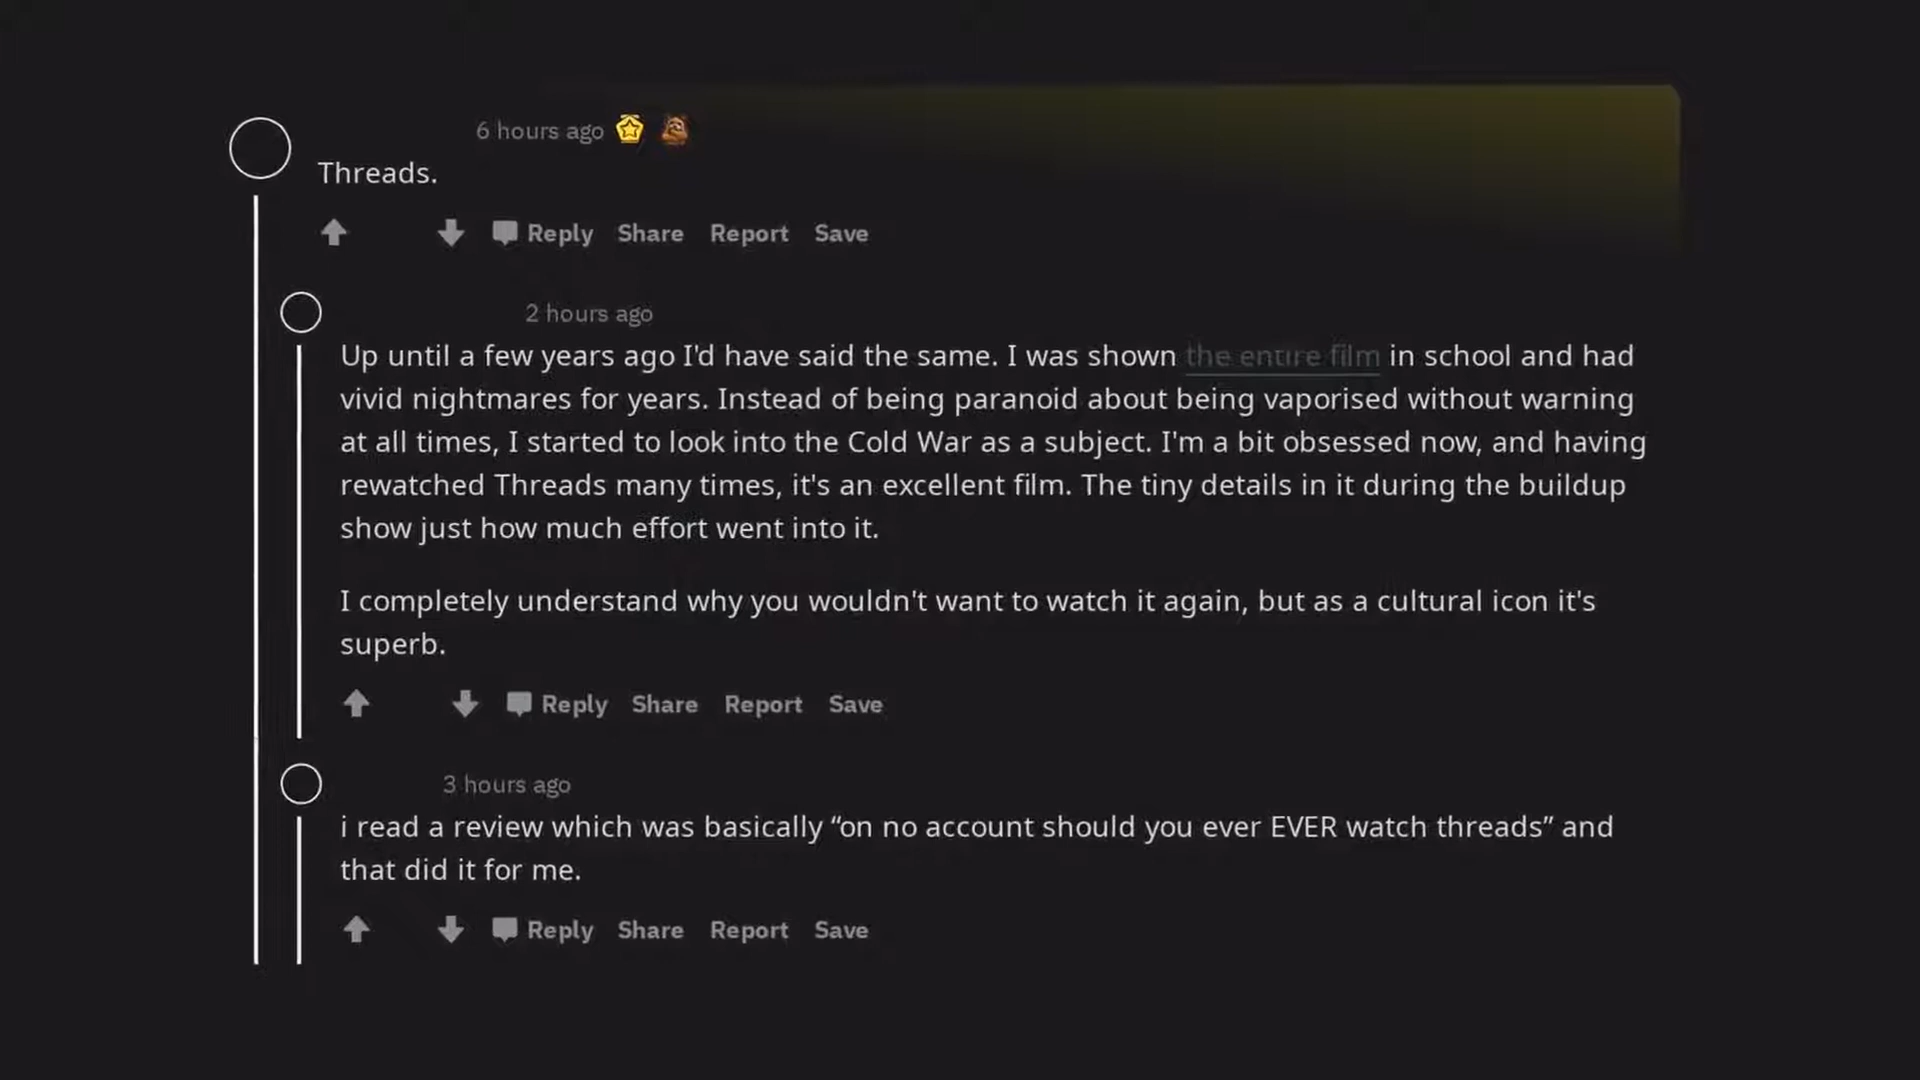 6 hours ago
Threads.
Reply Share Report Save
2 hours ago
Up until a few years ago I'd have said the same. I was shown the entire film in school and had
vivid nightmares for years. Instead of being paranoid about being vaporised without warning
at all times, I started to look into the Cold War as a subject. I'm a bit obsessed now, and having
rewatched Threads many times, it's an excellent film. The tiny details in it during the buildup
show just how much effort went into it.
I completely understand why you wouldn't want to watch it again, but as a cultural icon it's
superb.
Reply Share Report Save
3 hours ago
i read a review which was basically “on no account should you ever EVER watch threads” and
that did it for me.
Reply Share Report Save